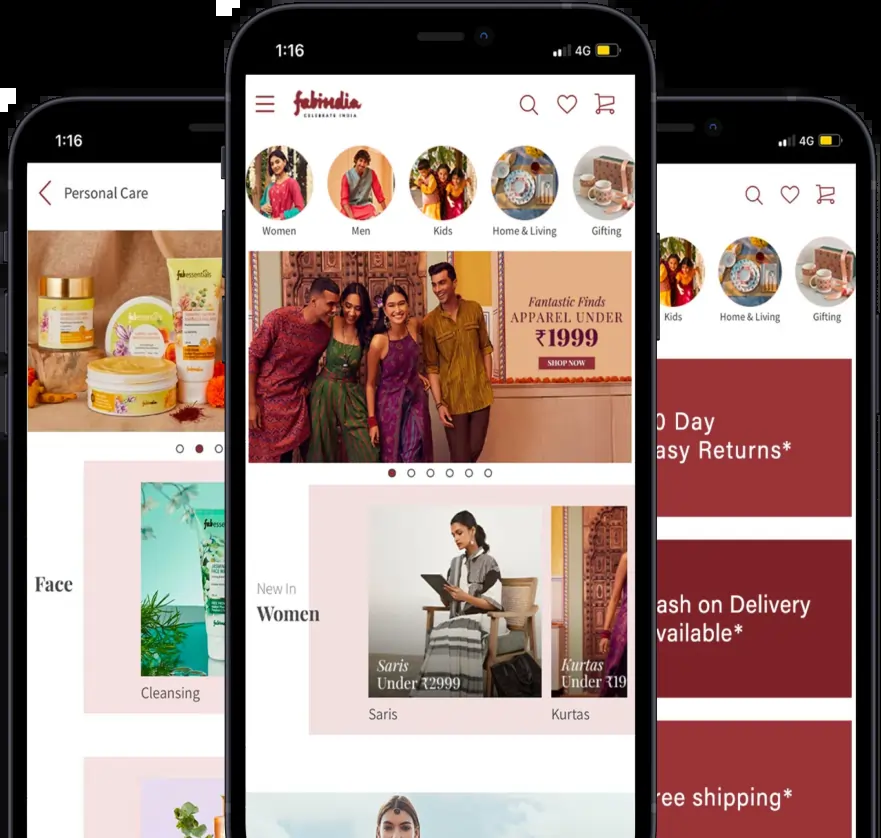 1:16
4G
Personal Care
fabessentials
Face
Cleansing
1:16
4G
fabindia
CELEBRATE INDIA
Women
Men
Kids
Home & Living
Gifting
Fantastic Finds
APPAREL UNDER
₹1999
SHOP NOW
New In
Women
Saris
Under ₹2999
Kurtas
Under ₹19
Saris
Kurtas
Kids
Home & Living
Gifting
0 Day
asy Returns*
ash on Delivery
vailable*
ree shipping*